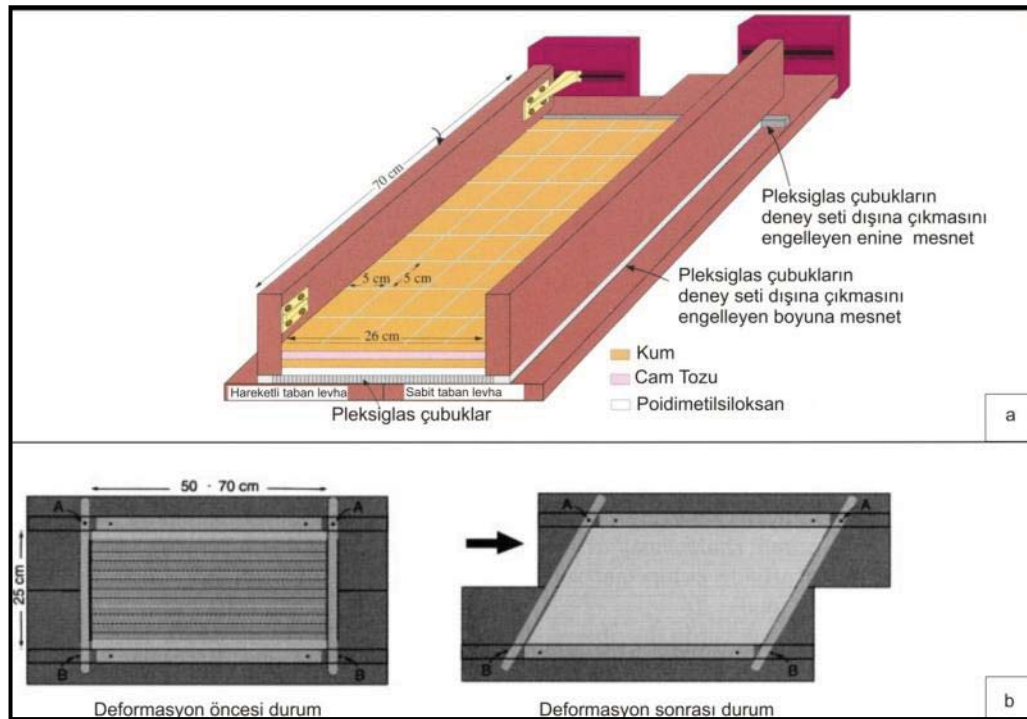 70 cm
5 cm
5 cm
26 cm
Pleksiglas çubukların
deney seti dışına çıkmasını
engelleyen enine mesnet
Pleksiglas çubukların
deney seti dışına çıkmasını
engelleyen boyuna mesnet
Kum
Cam Tozu
Poidimetilsiloksan
Hareketli taban levha
Sabit taban levha
Pleksiglas çubuklar
a
50 - 70 cm
A
A
25 cm
B
B
Deformasyon öncesi durum
A
A
B
B
Deformasyon sonrası durum
b